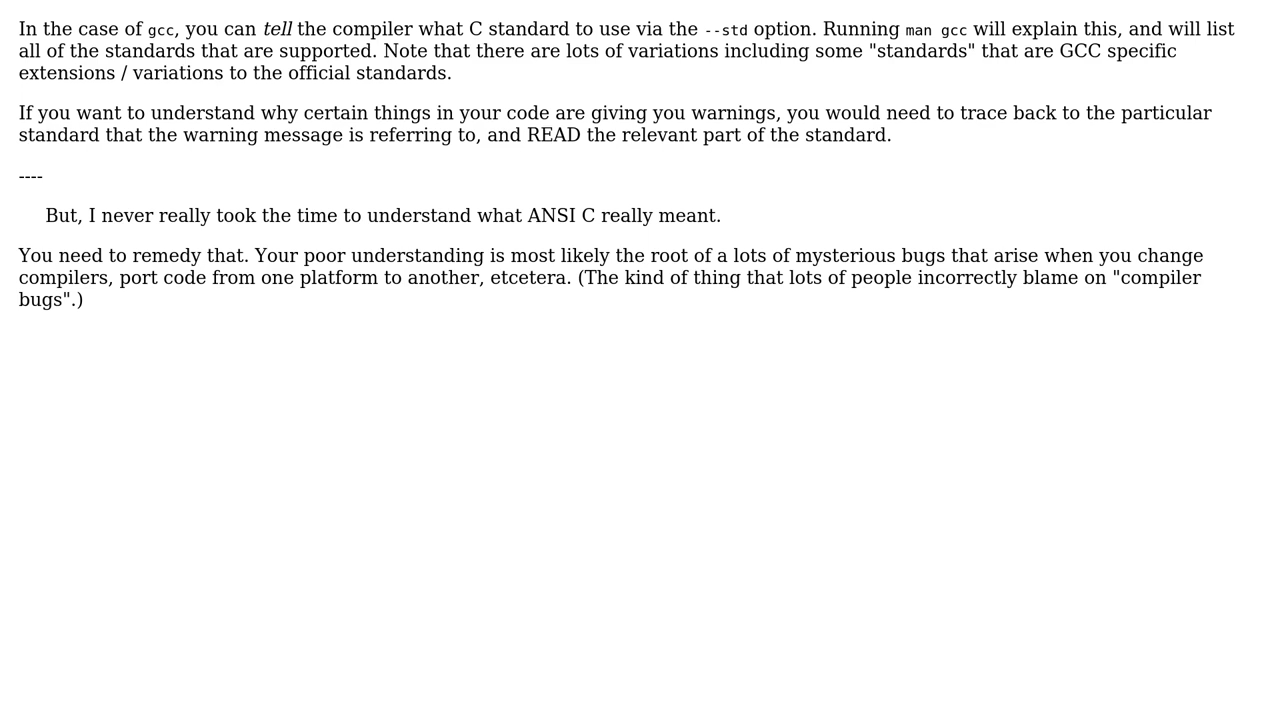 In the case of gcc, you can tell the compiler what C standard to use via the --std option. Running man gcc will explain this, and will list
all of the standards that are supported. Note that there are lots of variations including some "standards" that are GCC specific
extensions / variations to the official standards.
If you want to understand why certain things in your code are giving you warnings, you would need to trace back to the particular
standard that the warning message is referring to, and READ the relevant part of the standard.
----
But, I never really took the time to understand what ANSI C really meant.
You need to remedy that. Your poor understanding is most likely the root of a lots of mysterious bugs that arise when you change
compilers, port code from one platform to another, etcetera. (The kind of thing that lots of people incorrectly blame on "compiler
bugs".)